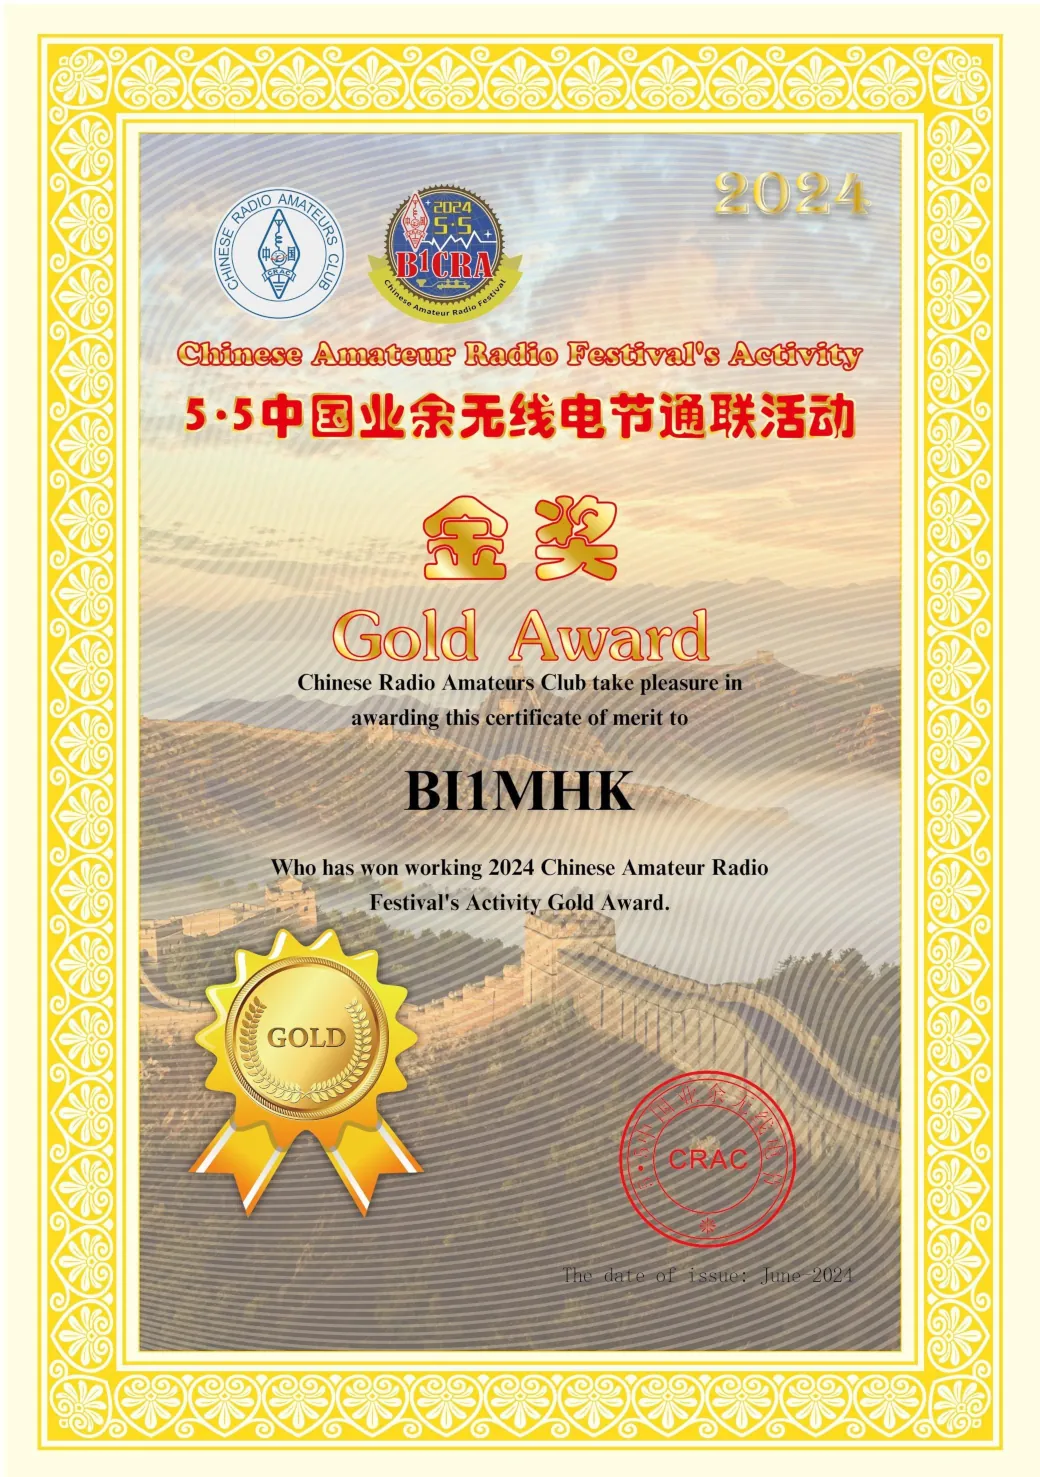 2024
CHINESE RADIO AMATEURS CLUB
中国
CRAC
2024
5·5
B1CRA
Chinese Amateur Radio Festival
Chinese Amateur Radio Festival's Activity
5·5中国业余无线电节通联活动
金奖
Gold Award
Chinese Radio Amateurs Club take pleasure in
awarding this certificate of merit to
BI1MHK
Who has won working 2024 Chinese Amateur Radio
Festival's Activity Gold Award.
GOLD
CRAC
The date of issue: June-2024